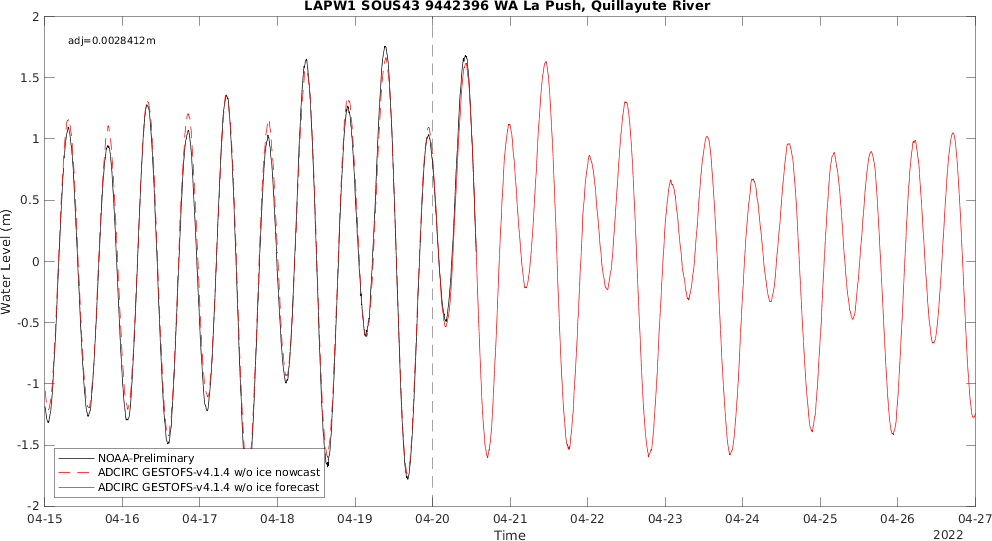 LAPW1 SOUS43 9442396 WA La Push, Quillayute River
adj=0.0028412m
Water Level (m)
2
1.5
1
0.5
0
-0.5
-1
-1.5
-2
NOAA-Preliminary
ADCIRC GESTOFS-v4.1.4 w/o ice nowcast
ADCIRC GESTOFS-v4.1.4 w/o ice forecast
04-15 04-16 04-17 04-18 04-19 04-20 04-21 04-22 04-23 04-24 04-25 04-26 04-27
Time
2022